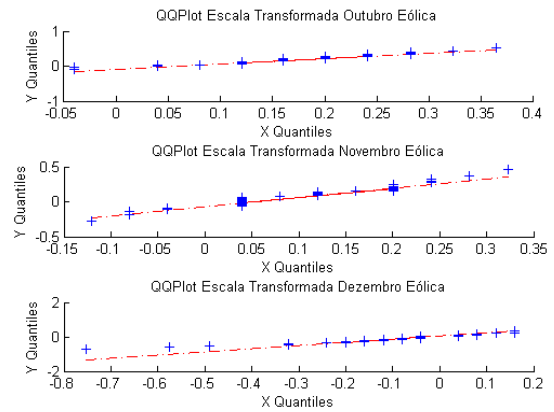 QQPlot Escala Transformada Outubro Eólica
1
0
-1
Y Quantiles
-0.05 0 0.05 0.1 0.15 0.2 0.25 0.3 0.35 0.4
X Quantiles
QQPlot Escala Transformada Novembro Eólica
0.5
0
-0.5
Y Quantiles
-0.15 -0.1 -0.05 0 0.05 0.1 0.15 0.2 0.25 0.3 0.35
X Quantiles
QQPlot Escala Transformada Dezembro Eólica
2
0
-2
Y Quantiles
-0.8 -0.7 -0.6 -0.5 -0.4 -0.3 -0.2 -0.1 0 0.1 0.2
X Quantiles